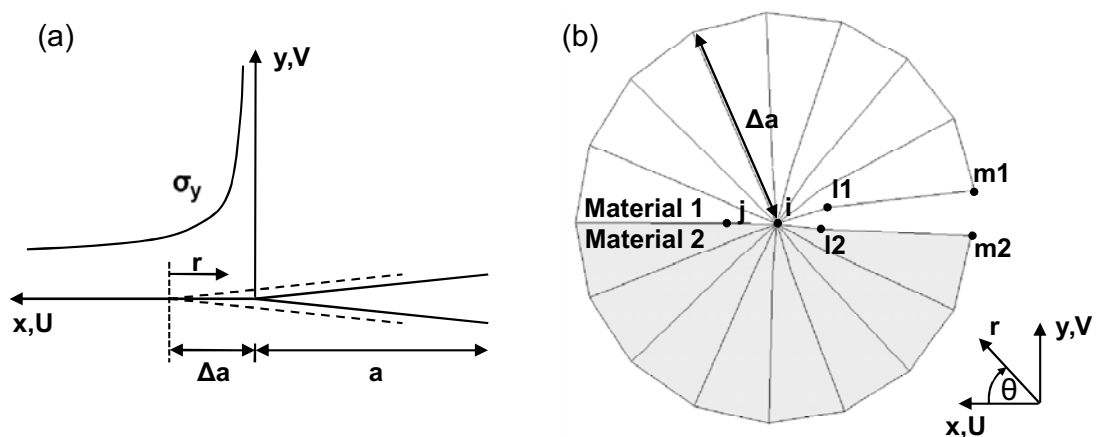 (a)
y,V
σy
r
x,U
Δa
a
(b)
Δa
m1
l1
i
j
Material 1
Material 2
l2
m2
r
y,V
θ
x,U